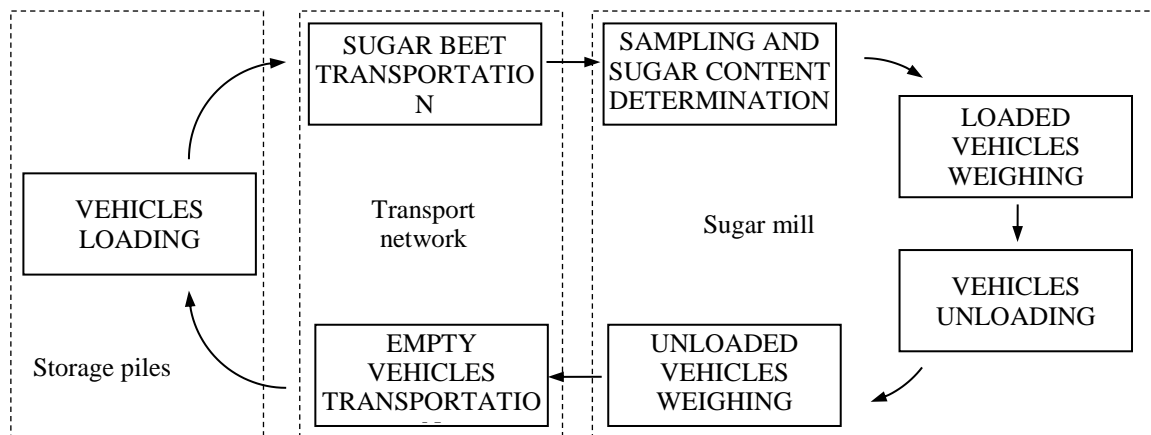 SUGAR BEET
TRANSPORTATIO
N
SAMPLING AND
SUGAR CONTENT
DETERMINATION
LOADED
VEHICLES
WEIGHING
VEHICLES
LOADING
Transport
network
Sugar mill
VEHICLES
UNLOADING
Storage piles
EMPTY
VEHICLES
TRANSPORTATIO
UNLOADED
VEHICLES
WEIGHING